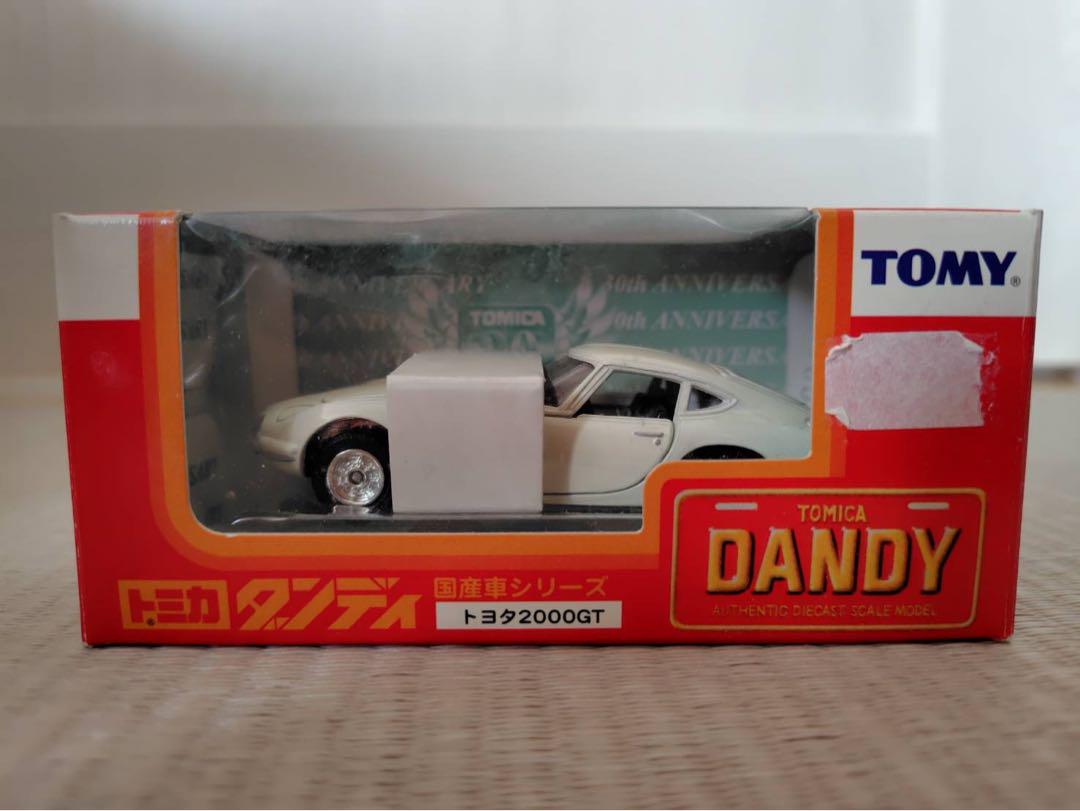 TOMY®
30th ANNIVERSA
TOMICA
TOMICA
DANDY
AUTHENTIC DIECAST SCALE MODEL
トミカ ダンディ 国産車シリーズ
トヨタ2000GT